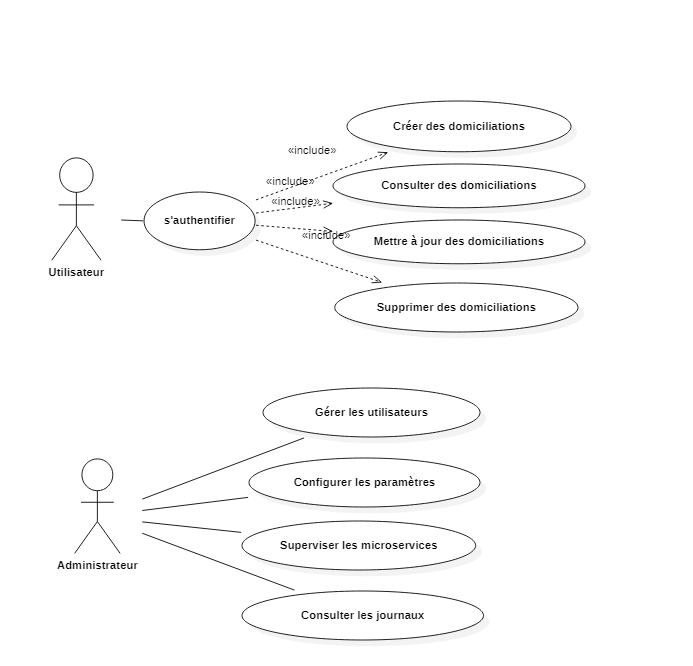 Créer des domiciliations
«include»
«include»
Consulter des domiciliations
«include»
s'authentifier
«include»
Mettre à jour des domiciliations
Utilisateur
Supprimer des domiciliations
Gérer les utilisateurs
Configurer les paramètres
Superviser les microservices
Administrateur
Consulter les journaux